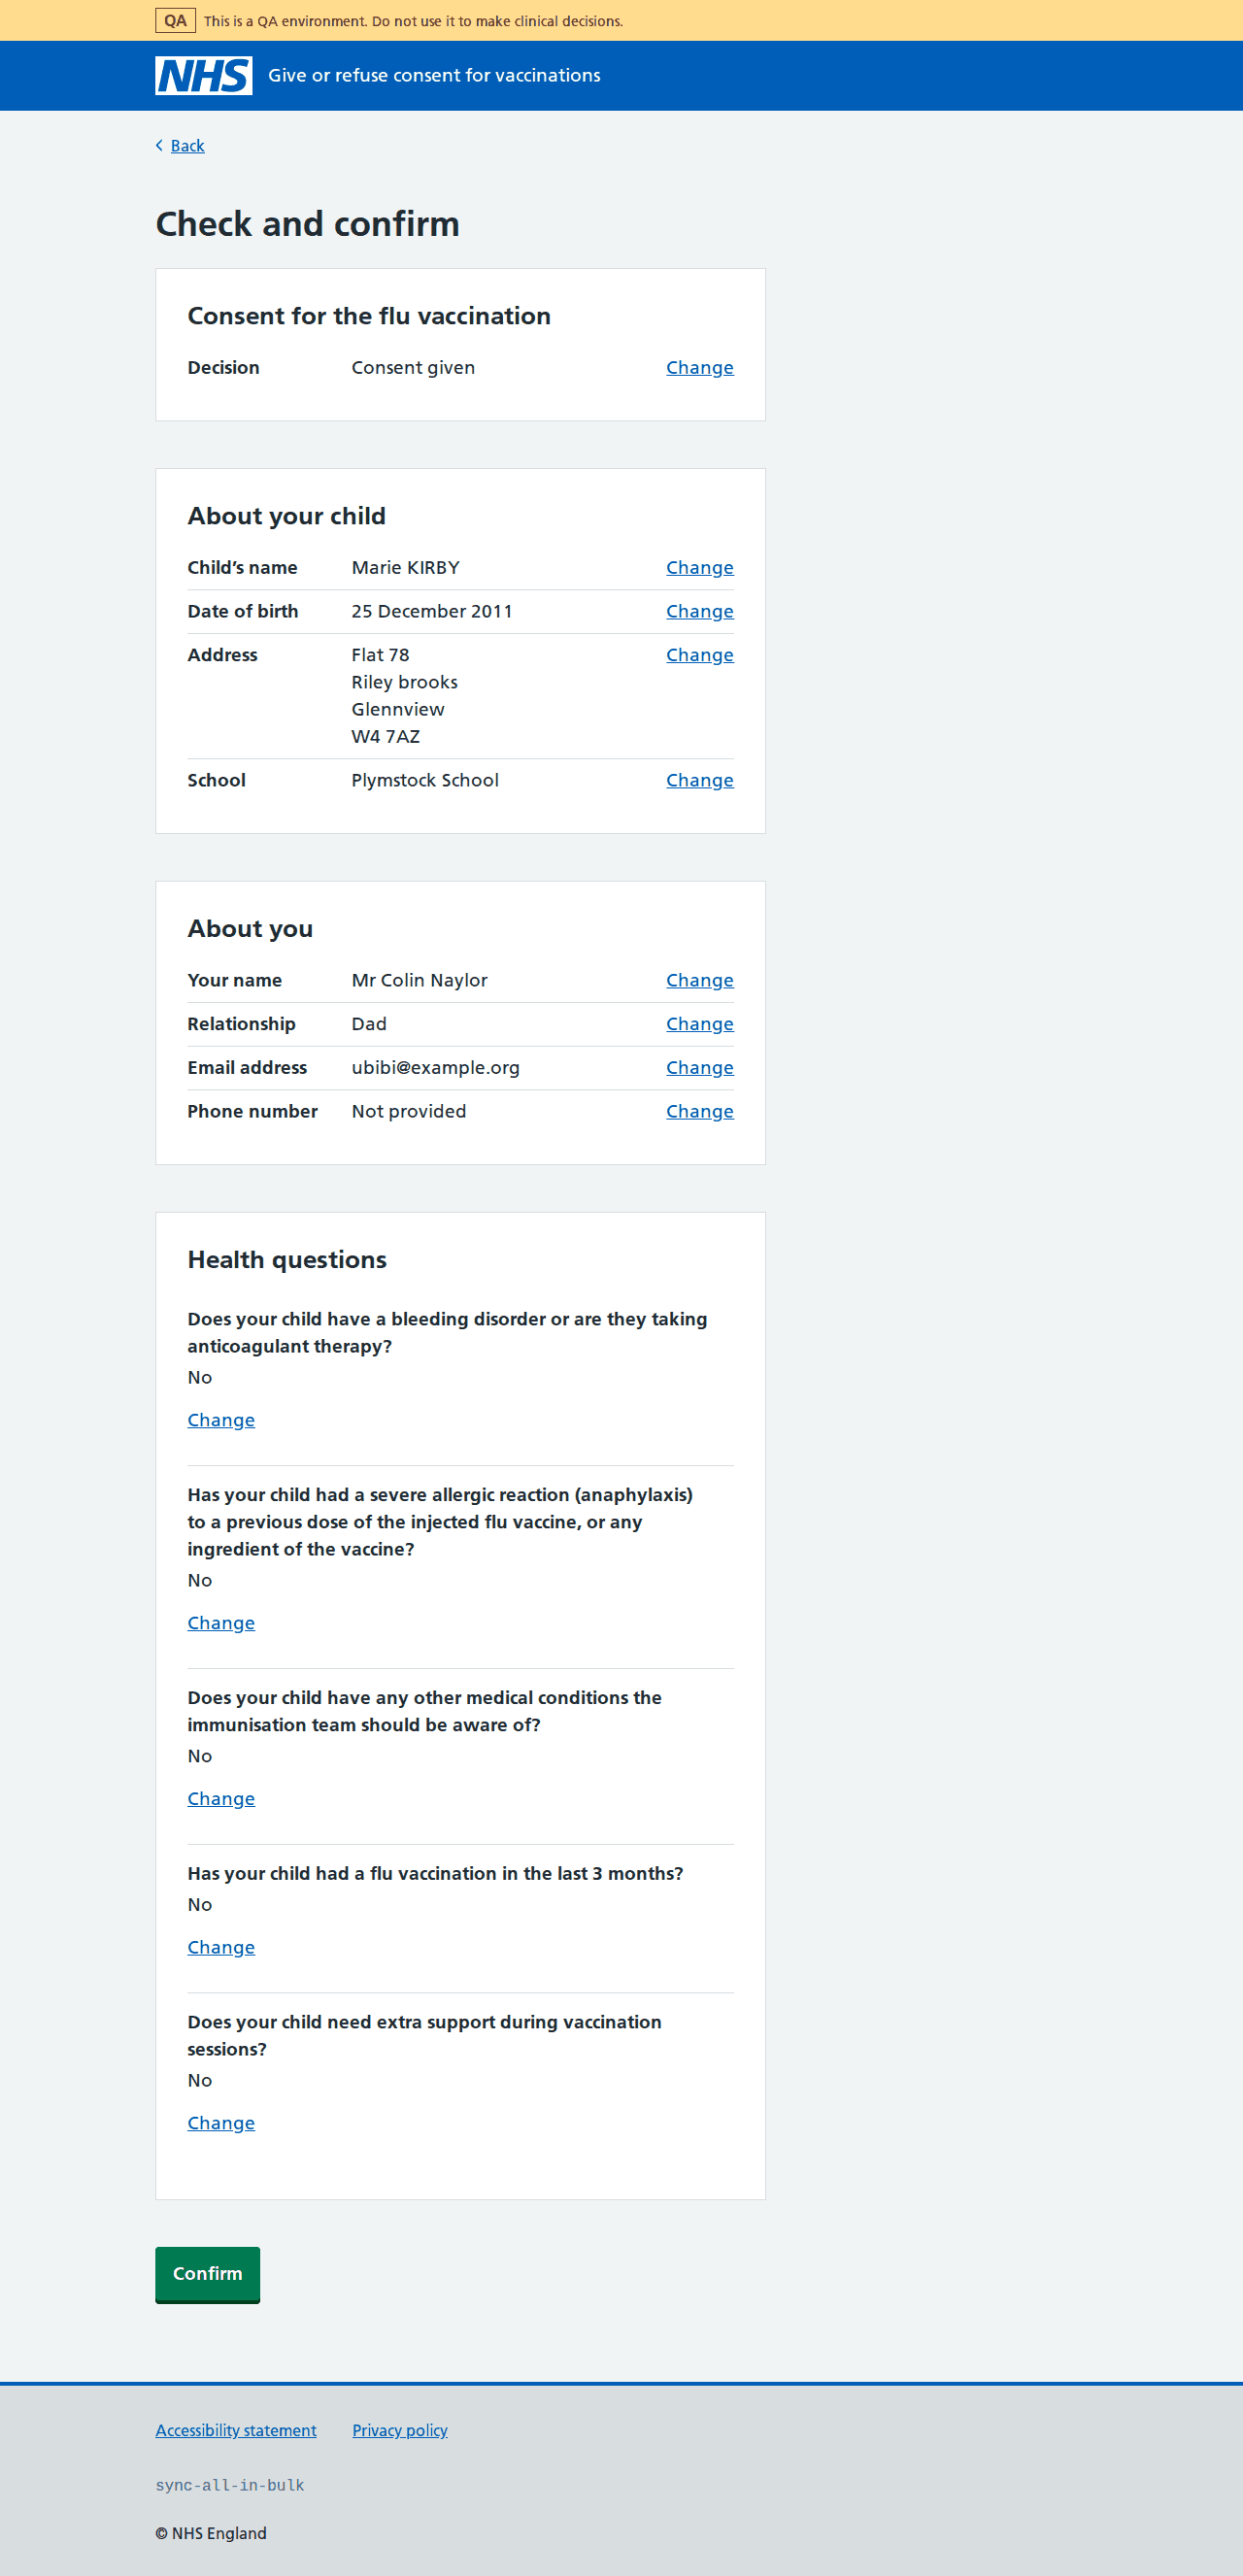 QA This is a QA environment. Do not use it to make clinical decisions.
NHS Give or refuse consent for vaccinations
Back
Check and confirm
Consent for the flu vaccination
Decision Consent given Change
About your child
Child’s name Marie KIRBY Change
Date of birth 25 December 2011 Change
Address Flat 78 Change
Riley brooks
Glennview
W4 7AZ
School Plymstock School Change
About you
Your name Mr Colin Naylor Change
Relationship Dad Change
Email address ubibi@example.org Change
Phone number Not provided Change
Health questions
Does your child have a bleeding disorder or are they taking
anticoagulant therapy?
No
Change
Has your child had a severe allergic reaction (anaphylaxis)
to a previous dose of the injected flu vaccine, or any
ingredient of the vaccine?
No
Change
Does your child have any other medical conditions the
immunisation team should be aware of?
No
Change
Has your child had a flu vaccination in the last 3 months?
No
Change
Does your child need extra support during vaccination
sessions?
No
Change
Confirm
Accessibility statement Privacy policy
sync-all-in-bulk
© NHS England